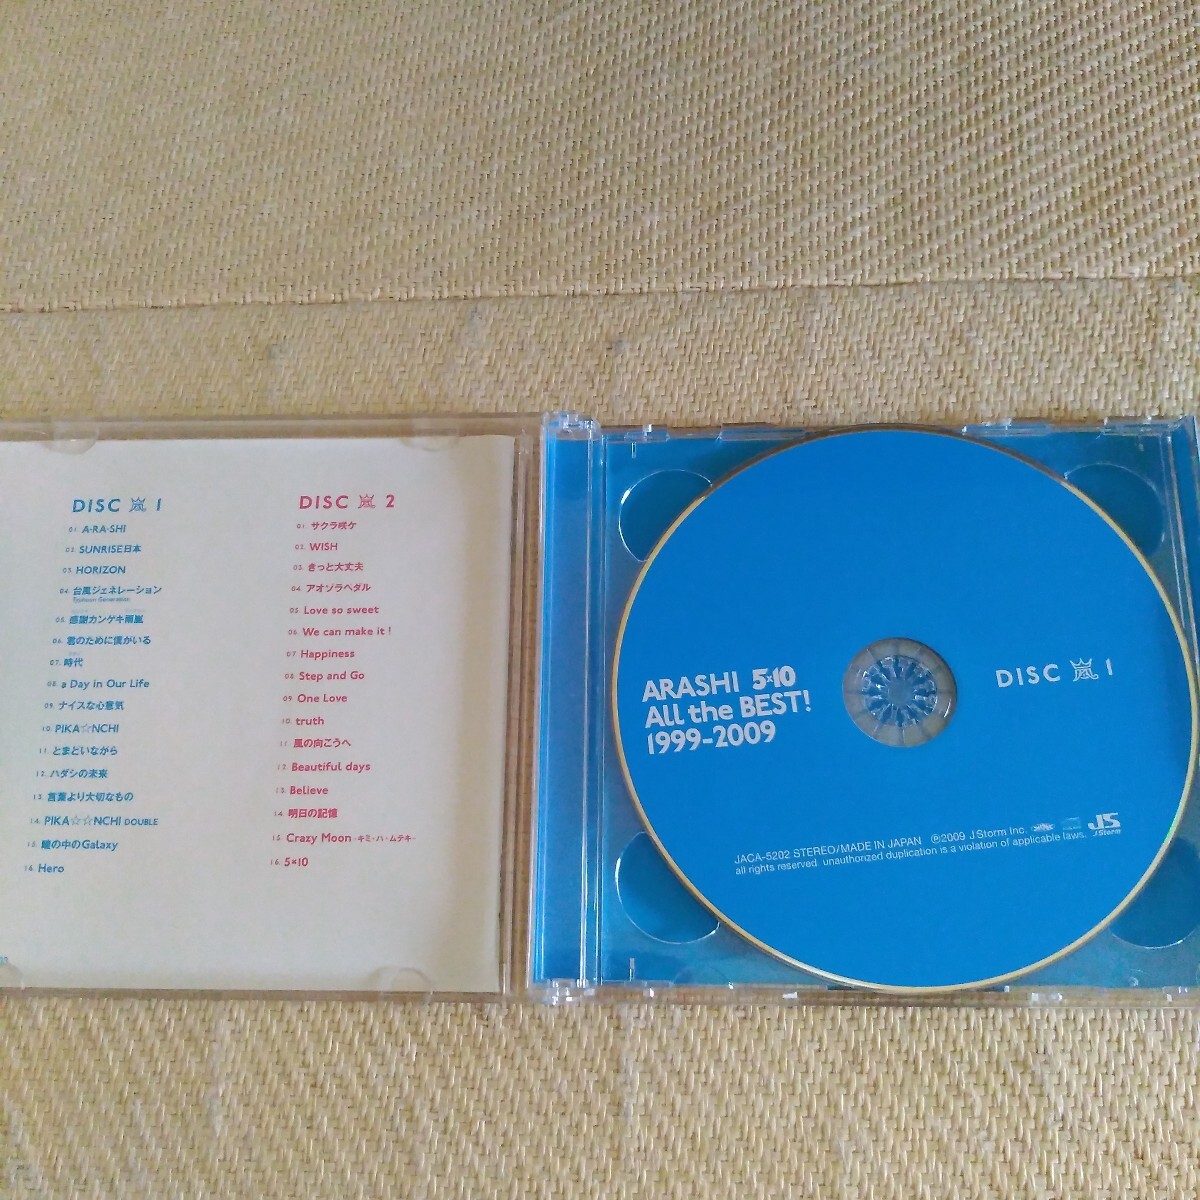 DISC 嵐 1
01. A·RA·SHI
02. SUNRISE日本
03. HORIZON
04. 台風ジェネレーション
Typhoon Generation
05. 感謝カンゲキ雨嵐
06. 君のために僕がいる
07. 時代
08. a Day in Our Life
09. ナイスな心意気
10. PIKA☆NCHI
11. とまどいながら
12. ハダシの未来
13. 言葉より大切なもの
14. PIKA☆☆NCHI DOUBLE
15. 瞳の中のGalaxy
16. Hero
DISC 嵐 2
01. サクラ咲ケ
02. WISH
03. きっと大丈夫
04. アオゾラペダル
05. Love so sweet
06. We can make it!
07. Happiness
08. Step and Go
09. One Love
10. truth
11. 風の向こうへ
12. Beautiful days
13. Believe
14. 明日の記憶
15. Crazy Moon -キミ・ハ・ムテキ-
16. 5×10
ARASHI 5×10
All the BEST!
1999-2009
DISC 嵐 1
JACA-5202 STEREO/MADE IN JAPAN ℗2009 J Storm Inc.
all rights reserved. unauthorized duplication is a violation of applicable laws.
JS
J Storm